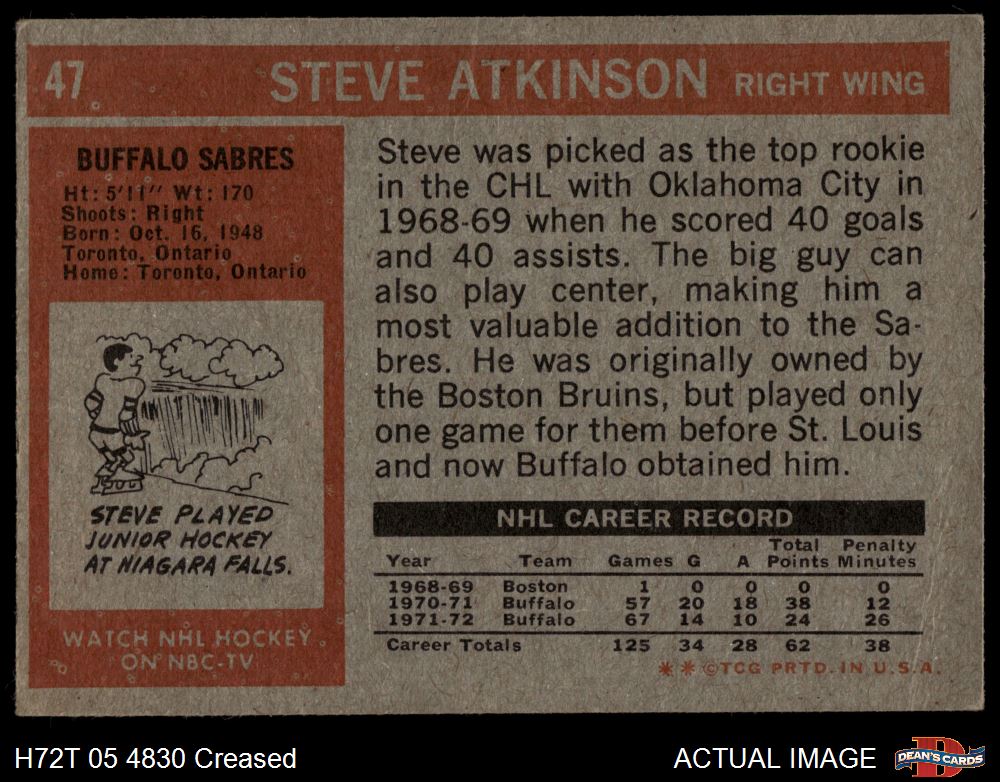 47 STEVE ATKINSON RIGHT WING
BUFFALO SABRES
Ht: 5'11" Wt: 170
Shoots: Right
Born: Oct. 16, 1948
Toronto, Ontario
Home: Toronto, Ontario
STEVE PLAYED
JUNIOR HOCKEY
AT NIAGARA FALLS.
WATCH NHL HOCKEY
ON NBC-TV
Steve was picked as the top rookie
in the CHL with Oklahoma City in
1968-69 when he scored 40 goals
and 40 assists. The big guy can
also play center, making him a
most valuable addition to the Sa-
bres. He was originally owned by
the Boston Bruins, but played only
one game for them before St. Louis
and now Buffalo obtained him.
NHL CAREER RECORD
Year Team Games G A Total Points Penalty Minutes
1968-69 Boston 1 0 0 0 0
1970-71 Buffalo 57 20 18 38 12
1971-72 Buffalo 67 14 10 24 26
Career Totals 125 34 28 62 38
* * ©TCG PRTD. IN U.S.A.
H72T 05 4830 Creased ACTUAL IMAGE
D
DEAN'S CARDS